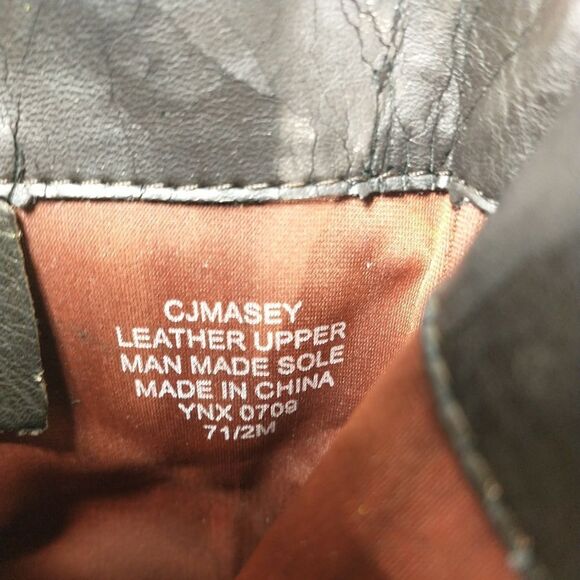 CJMASEY
LEATHER UPPER
MAN MADE SOLE
MADE IN CHINA
YNX 0709
71/2M